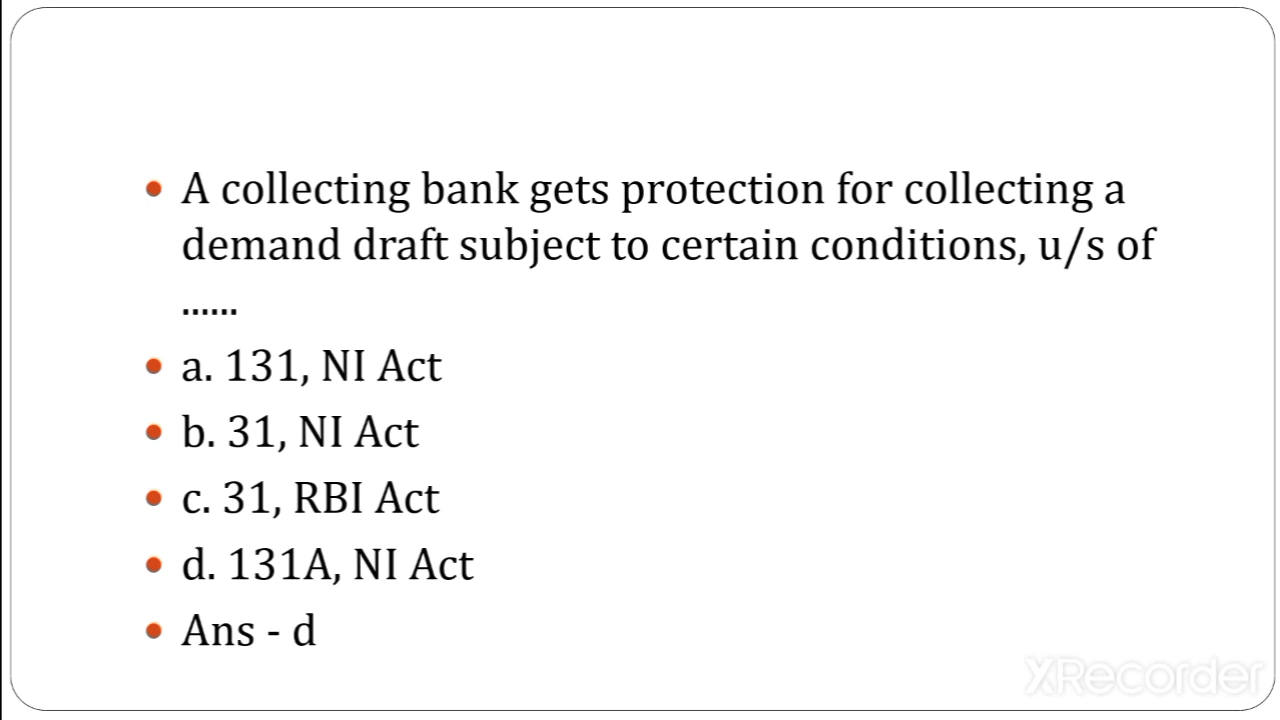 A collecting bank gets protection for collecting a
demand draft subject to certain conditions, u/s of
......
a. 131, NI Act
b. 31, NI Act
c. 31, RBI Act
d. 131A, NI Act
Ans - d
XRecorder